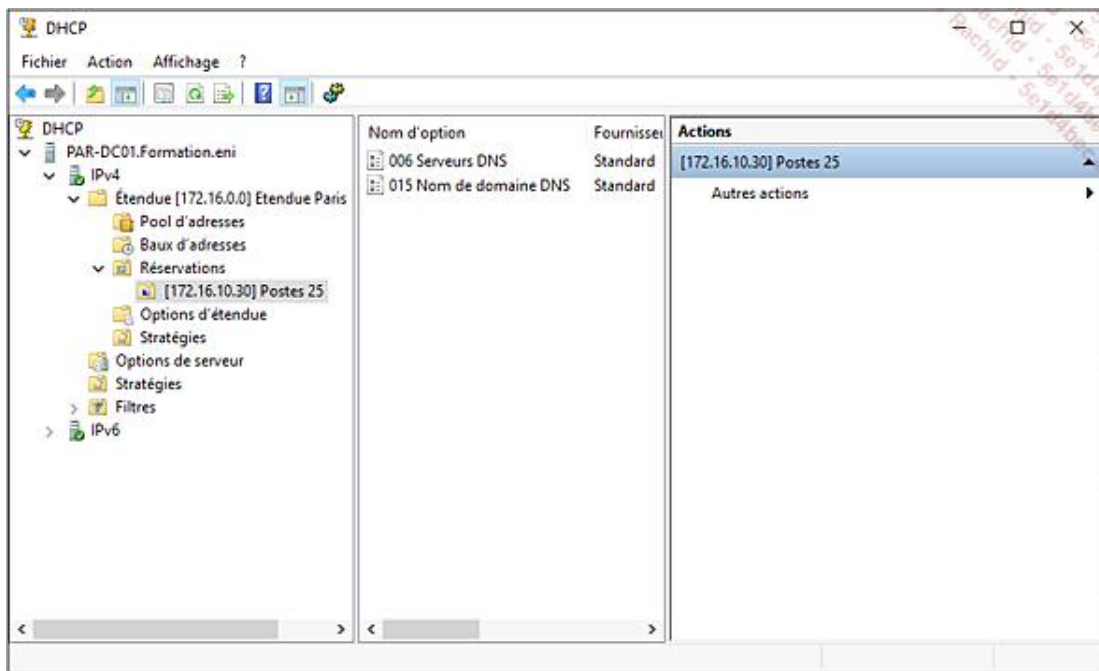 DHCP
Fichier Action Affichage ?
DHCP
PAR-DC01.Formation.eni
IPv4
Étendue [172.16.0.0] Etendue Paris
Pool d'adresses
Baux d'adresses
Réservations
[172.16.10.30] Postes 25
Options d'étendue
Stratégies
Options de serveur
Stratégies
Filtres
IPv6
Nom d'option Fournisseu
006 Serveurs DNS Standard
015 Nom de domaine DNS Standard
Actions
[172.16.10.30] Postes 25
Autres actions